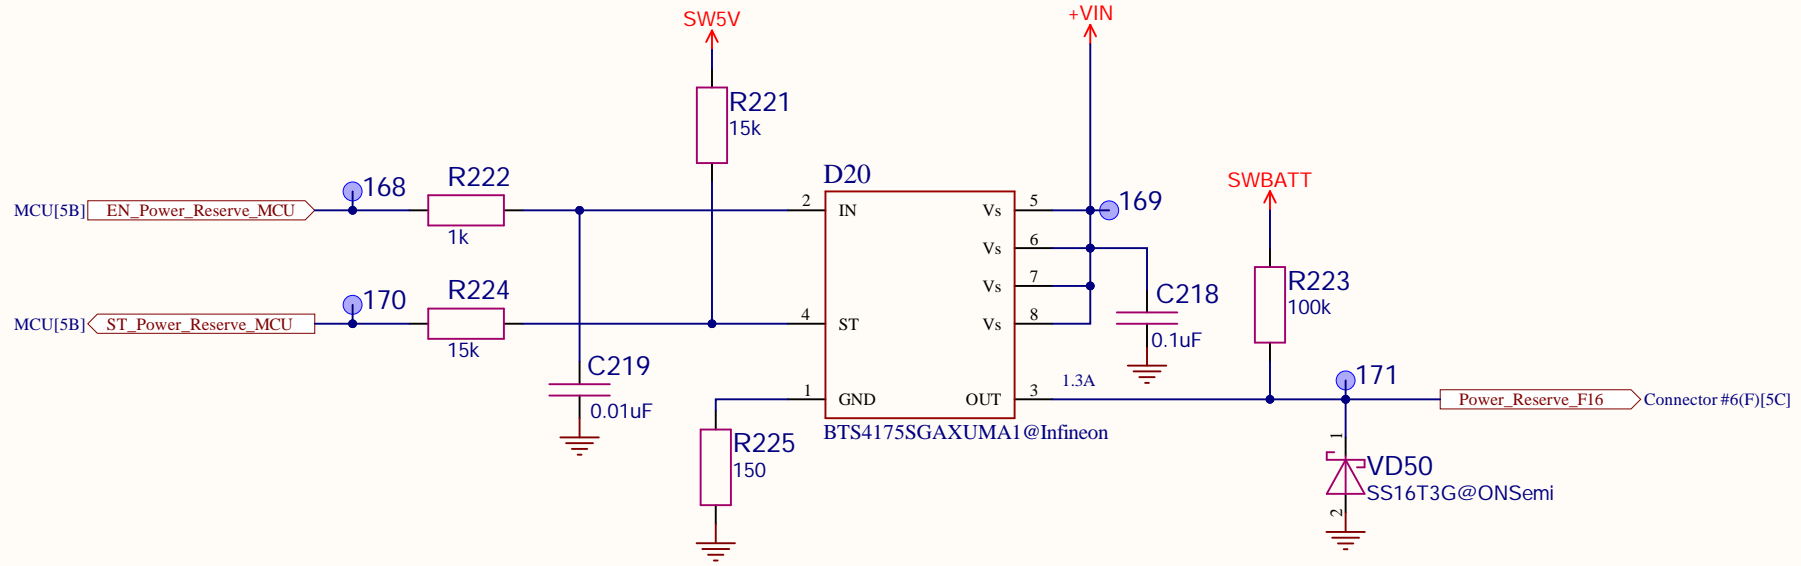 SW5V
+VIN
R221
15k
D20
SWBATT
168
R222
MCU[5B]
EN_Power_Reserve_MCU
1k
2
IN
Vs
5
169
Vs
6
170
R224
Vs
7
C218
R223
100k
MCU[5B]
ST_Power_Reserve_MCU
15k
4
ST
Vs
8
0.1uF
C219
0.01uF
1.3A
171
1
GND
OUT
3
Power_Reserve_F16
Connector #6(F)[5C]
BTS4175SGAXUMA1@Infineon
R225
150
1
VD50
SS16T3G@ONSemi
2